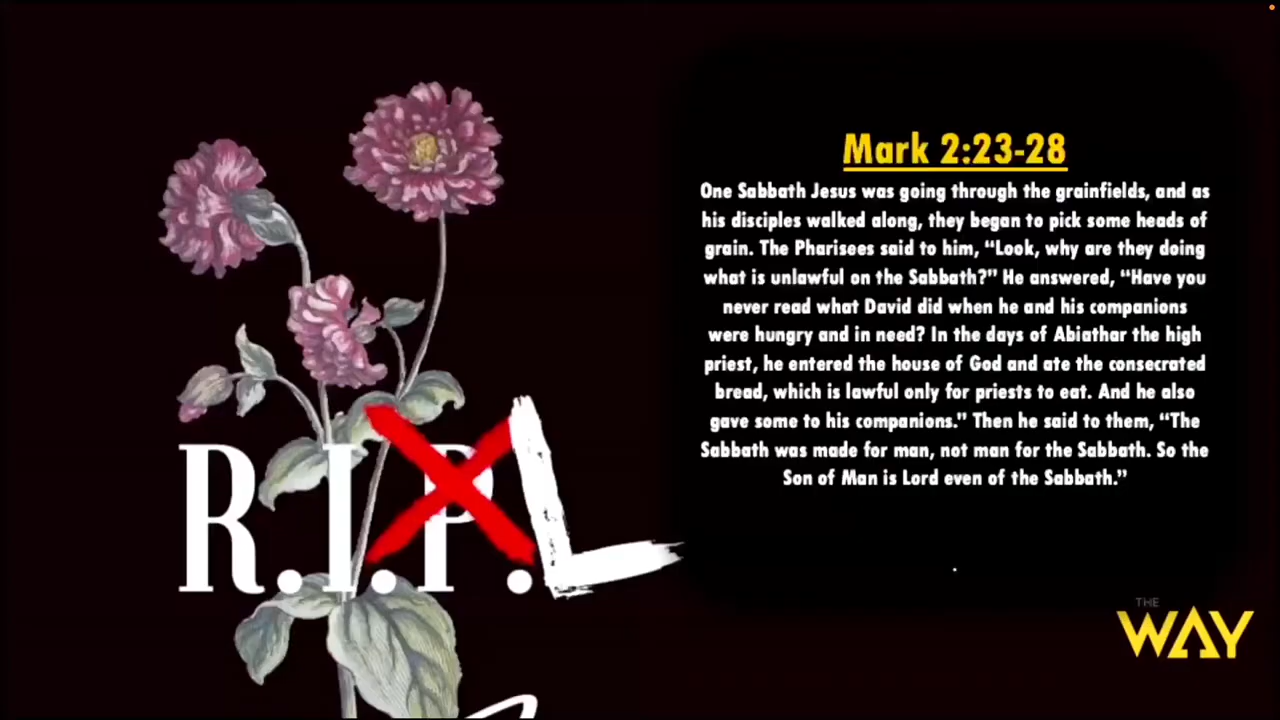 Mark 2:23-28
One Sabbath Jesus was going through the grainfields, and as
his disciples walked along, they began to pick some heads of
grain. The Pharisees said to him, “Look, why are they doing
what is unlawful on the Sabbath?” He answered, “Have you
never read what David did when he and his companions
were hungry and in need? In the days of Abiathar the high
priest, he entered the house of God and ate the consecrated
bread, which is lawful only for priests to eat. And he also
gave some to his companions." Then he said to them, “The
Sabbath was made for man, not man for the Sabbath. So the
Son of Man is Lord even of the Sabbath.”
R.I.P.L
THE
WAY